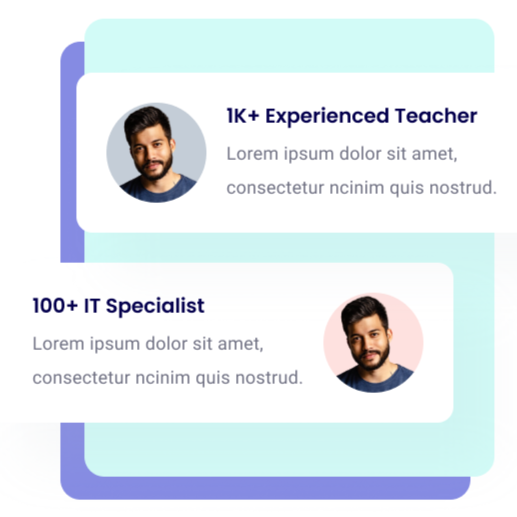 1K+ Experienced Teacher
Lorem ipsum dolor sit amet,
consectetur ncinim quis nostrud.
100+ IT Specialist
Lorem ipsum dolor sit amet,
consectetur ncinim quis nostrud.